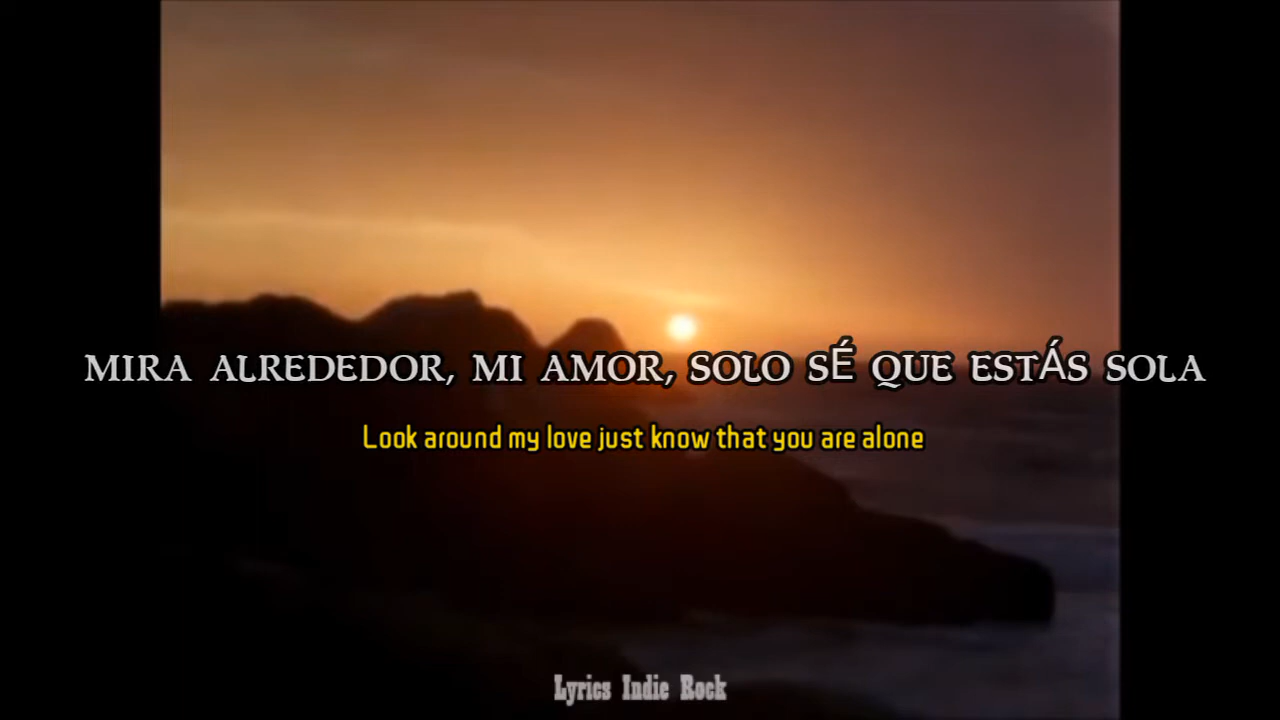 MIRA ALREDEDOR, MI AMOR, SOLO SÉ QUE ESTÁS SOLA
Look around my love just know that you are alone
Lyrics Indie Rock